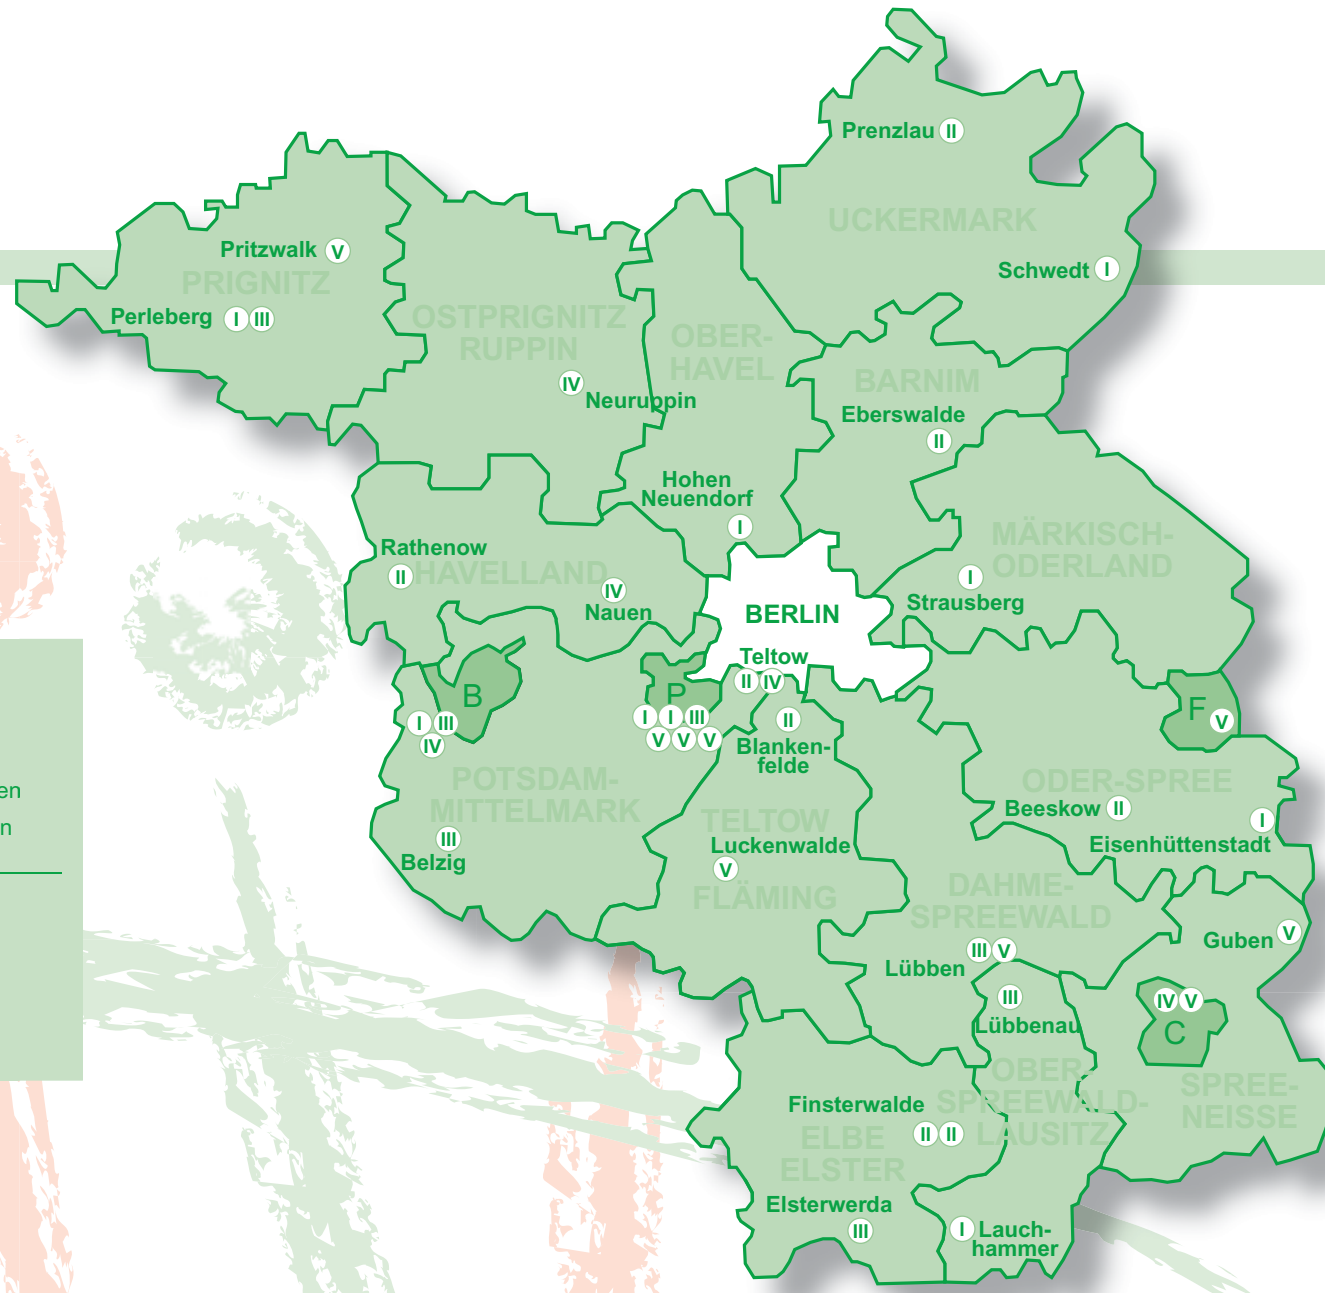 Prenzlau II
UCKERMARK
Schwedt I
Pritzwalk V
PRIGNITZ
Perleberg I III
OSTPRIGNITZ
RUPPIN
IV
Neuruppin
OBER-
HAVEL
BARNIM
Eberswalde
II
Hohen
Neuendorf
I
MÄRKISCH-
ODERLAND
I
Strausberg
Rathenow
II
HAVELLAND
IV
Nauen
BERLIN
Teltow
II IV
B
I III
IV
P
I I III
V V V
II
Blanken-
felde
F
V
POTSDAM-
MITTELMARK
III
Belzig
TELTOW
Luckenwalde
V
FLÄMING
ODER-SPREE
Beeskow II
I
Eisenhüttenstadt
DAHME-
SPREEWALD
III V
Lübben
III
Lübbenau
Guben V
IV V
C
SPREE-
NEISSE
OBER-
SPREEWALD-
LAUSITZ
Finsterwalde
II II
ELBE
ELSTER
Elsterwerda
III
I Lauch-
hammer
en
n